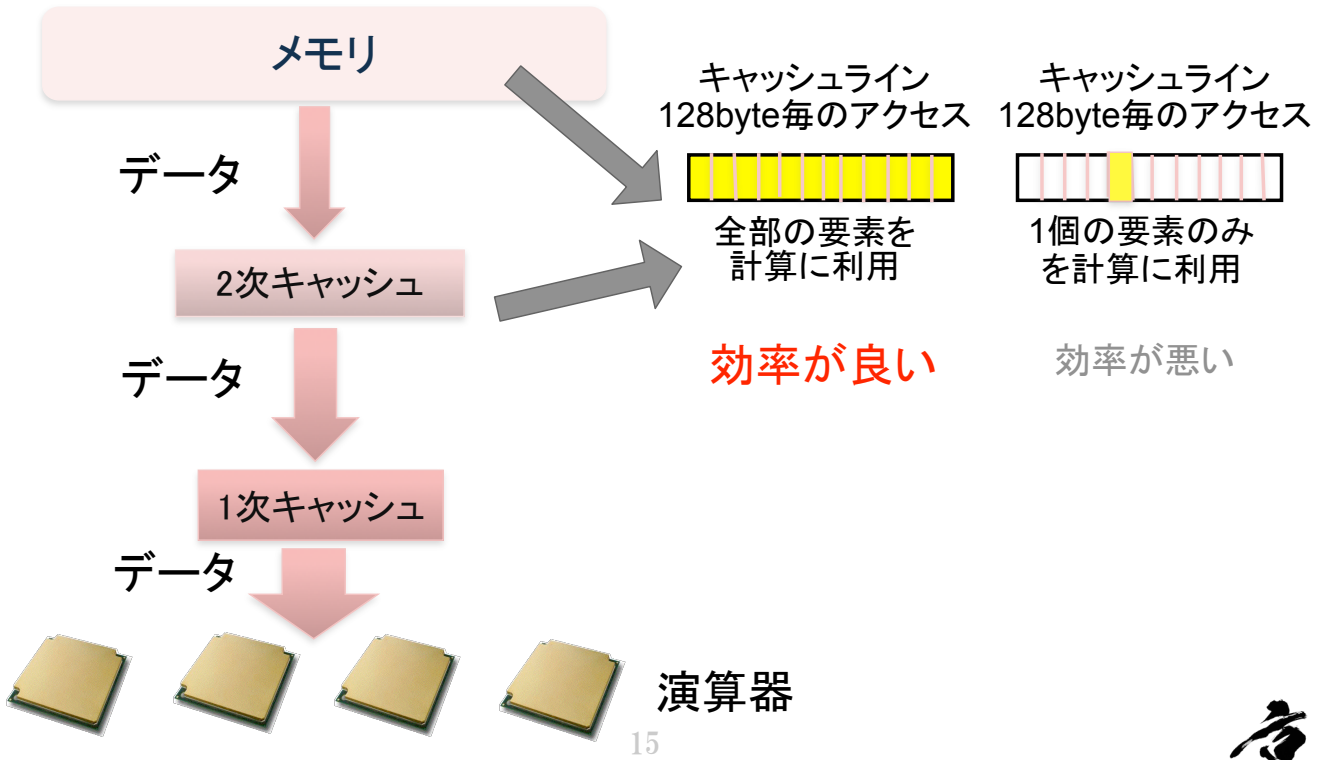 メモリ
データ
2次キャッシュ
データ
1次キャッシュ
データ
演算器
キャッシュライン
128byte毎のアクセス
全部の要素を
計算に利用
効率が良い
キャッシュライン
128byte毎のアクセス
1個の要素のみ
を計算に利用
効率が悪い
15